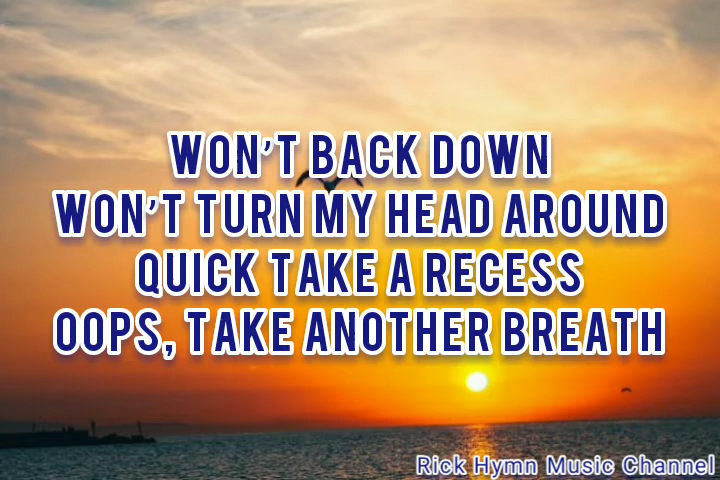 WON'T BACK DOWN
WON'T TURN MY HEAD AROUND
QUICK TAKE A RECESS
OOPS, TAKE ANOTHER BREATH
Rick Hymn Music Channel